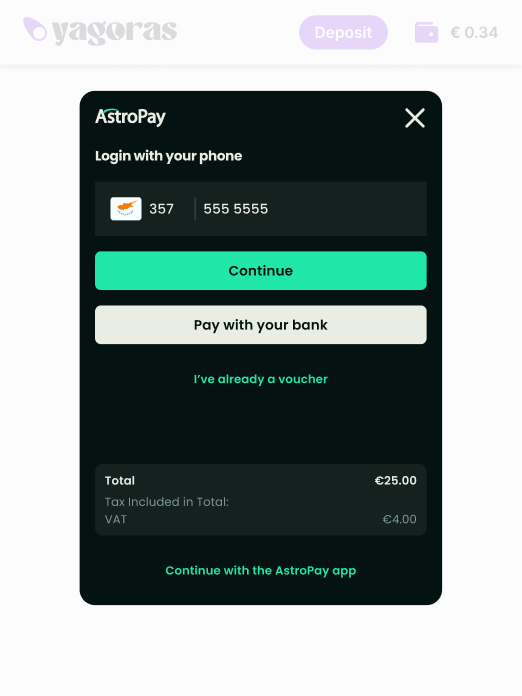 yagoras
Deposit
€ 0.34
AstroPay
Login with your phone
357
555 5555
Continue
Pay with your bank
I've already a voucher
Total €25.00
Tax Included in Total:
VAT €4.00
Continue with the AstroPay app